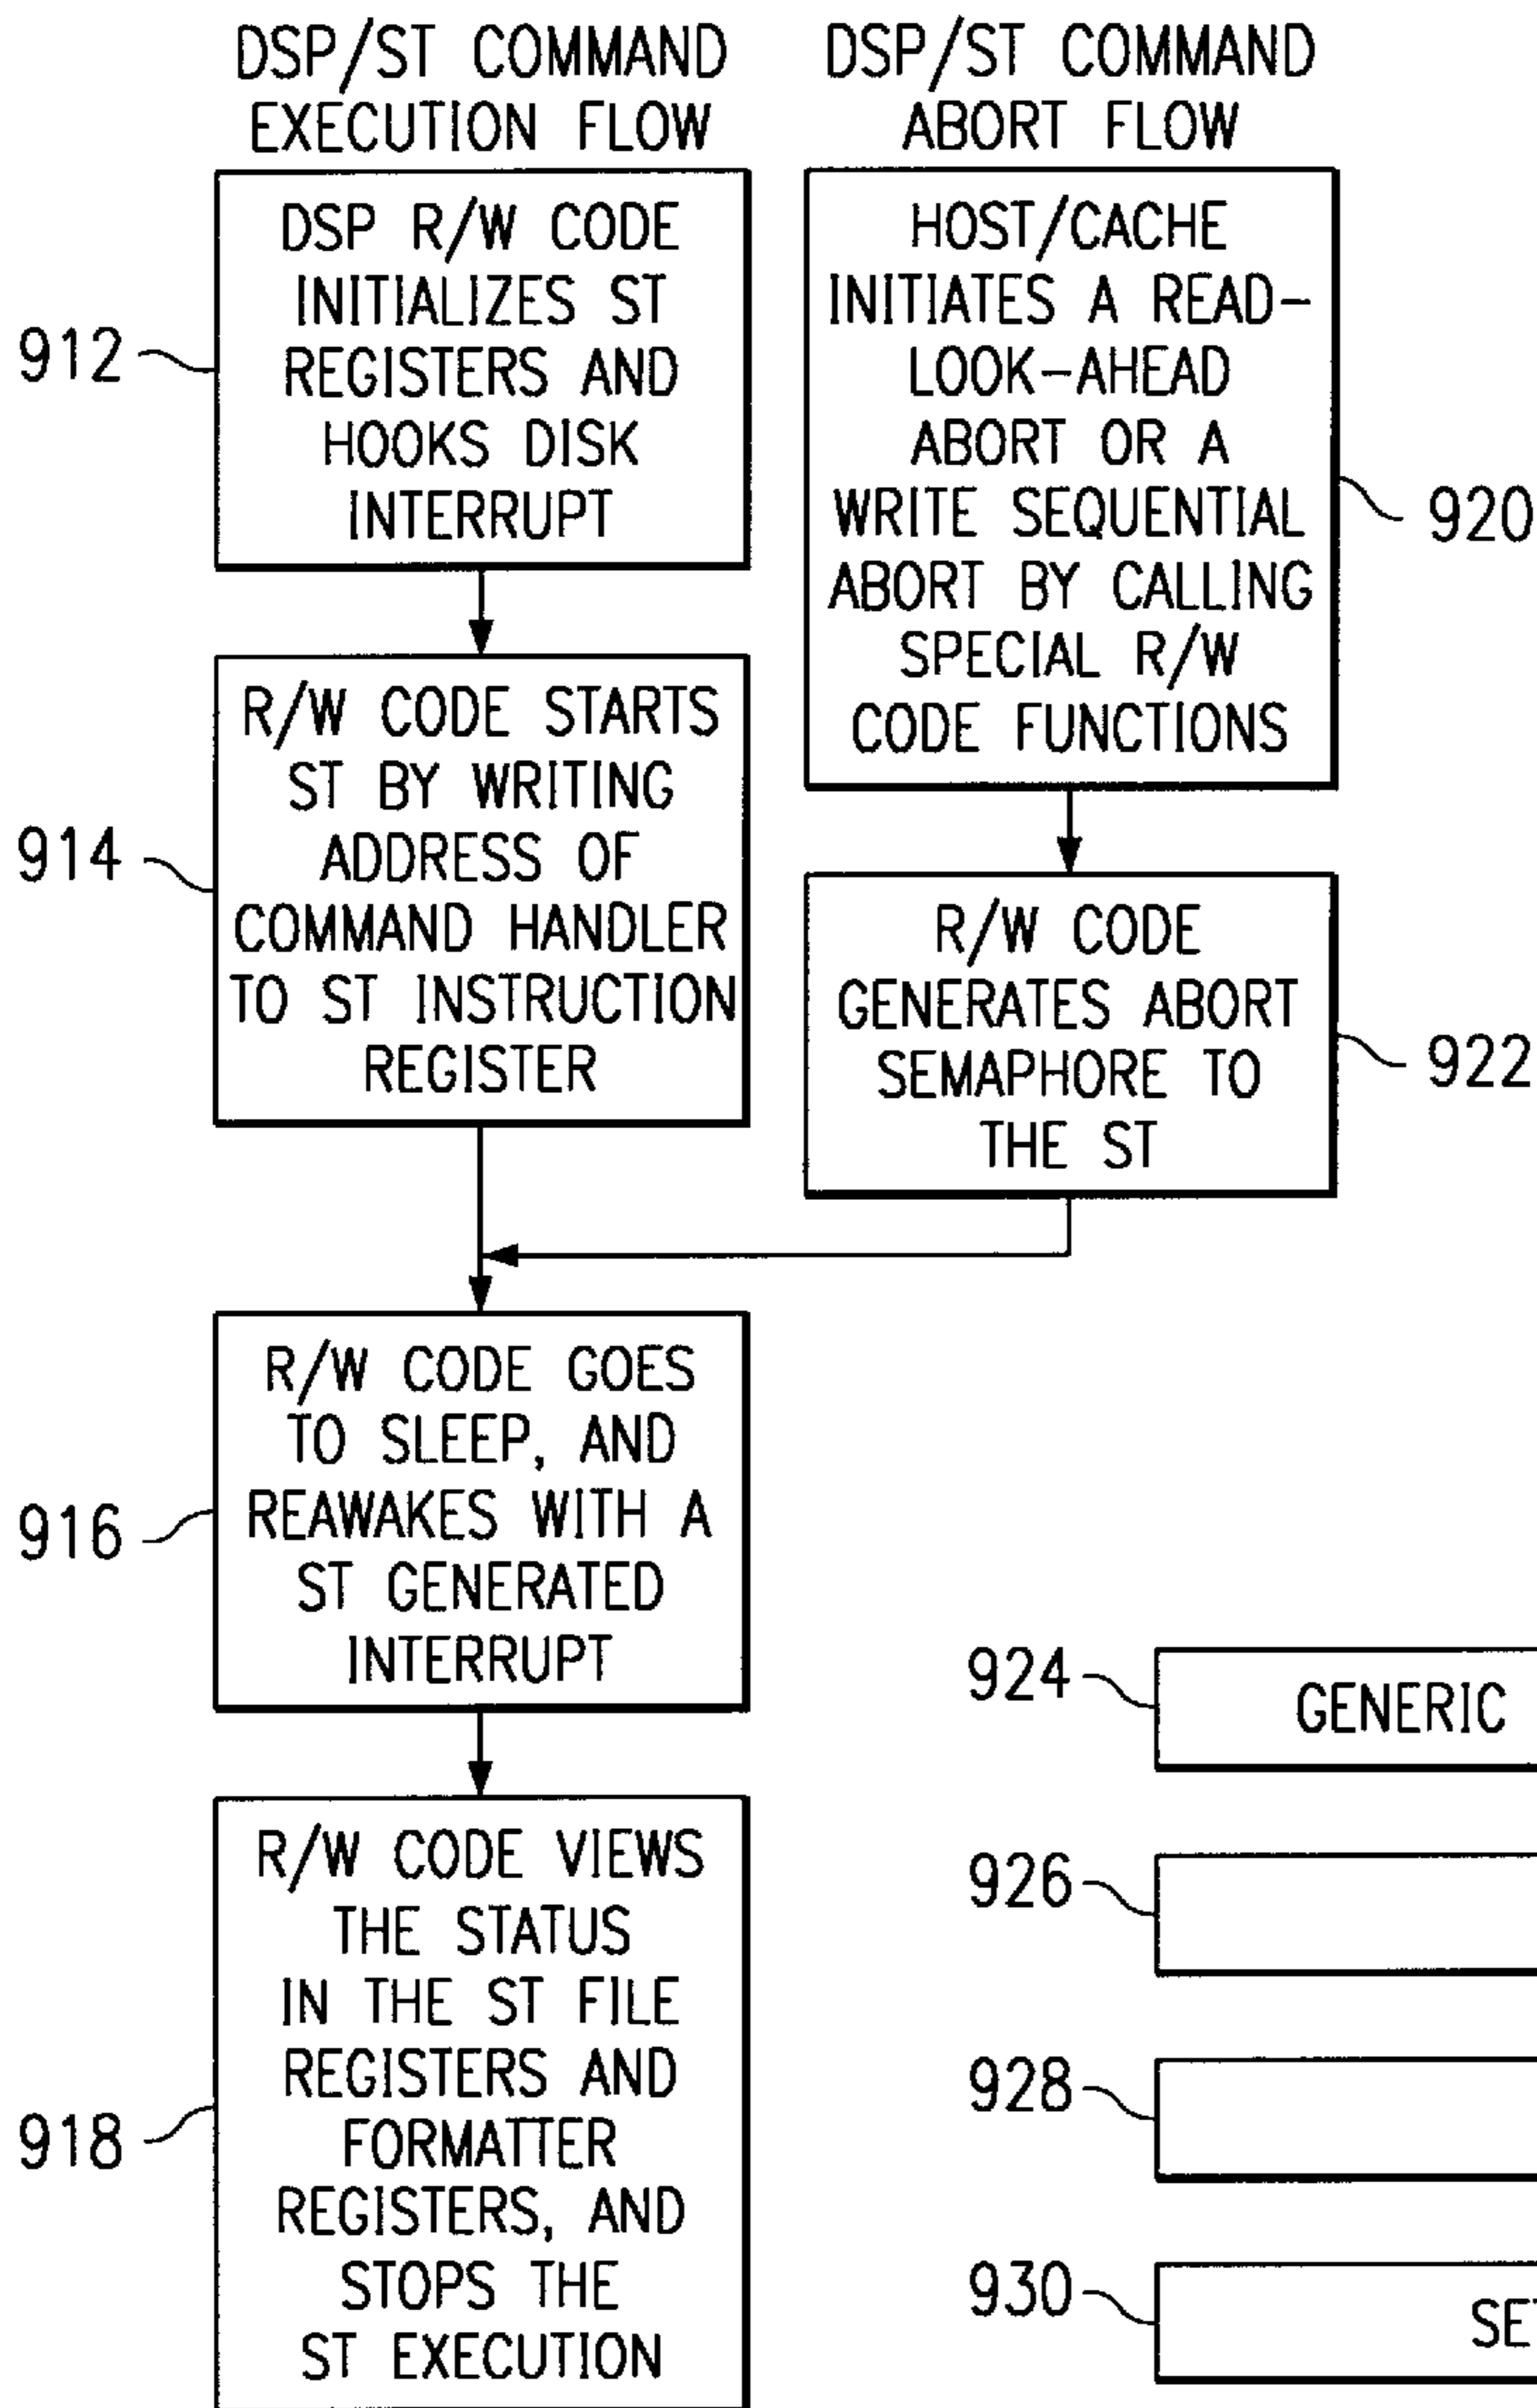 DSP/ST COMMAND
EXECUTION FLOW
912
DSP R/W CODE
INITIALIZES ST
REGISTERS AND
HOOKS DISK
INTERRUPT
914
R/W CODE STARTS
ST BY WRITING
ADDRESS OF
COMMAND HANDLER
TO ST INSTRUCTION
REGISTER
916
R/W CODE GOES
TO SLEEP, AND
REAWAKES WITH A
ST GENERATED
INTERRUPT
918
R/W CODE VIEWS
THE STATUS
IN THE ST FILE
REGISTERS AND
FORMATTER
REGISTERS, AND
STOPS THE
ST EXECUTION
DSP/ST COMMAND
ABORT FLOW
HOST/CACHE
INITIATES A READ-
LOOK-AHEAD
ABORT OR A
WRITE SEQUENTIAL
ABORT BY CALLING
SPECIAL R/W
CODE FUNCTIONS
920
R/W CODE
GENERATES ABORT
SEMAPHORE TO
THE ST
922
924
GENERIC
926
928
930